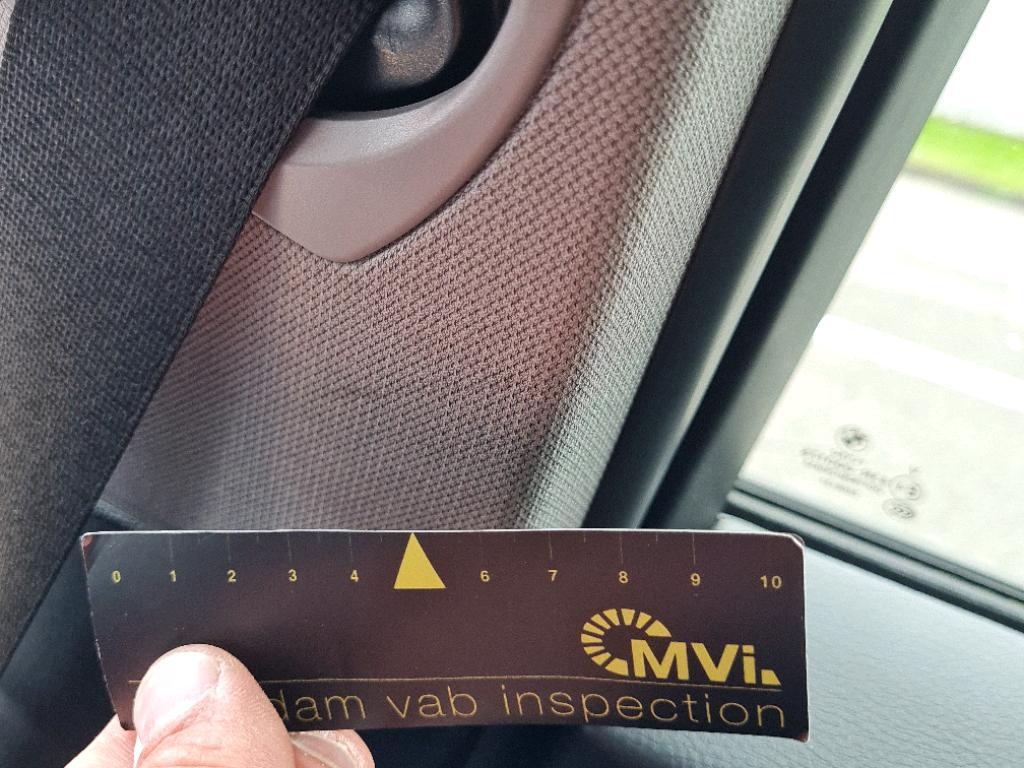 0 1 2 3 4 6 7 8 9 10
MVi
dam vab inspection